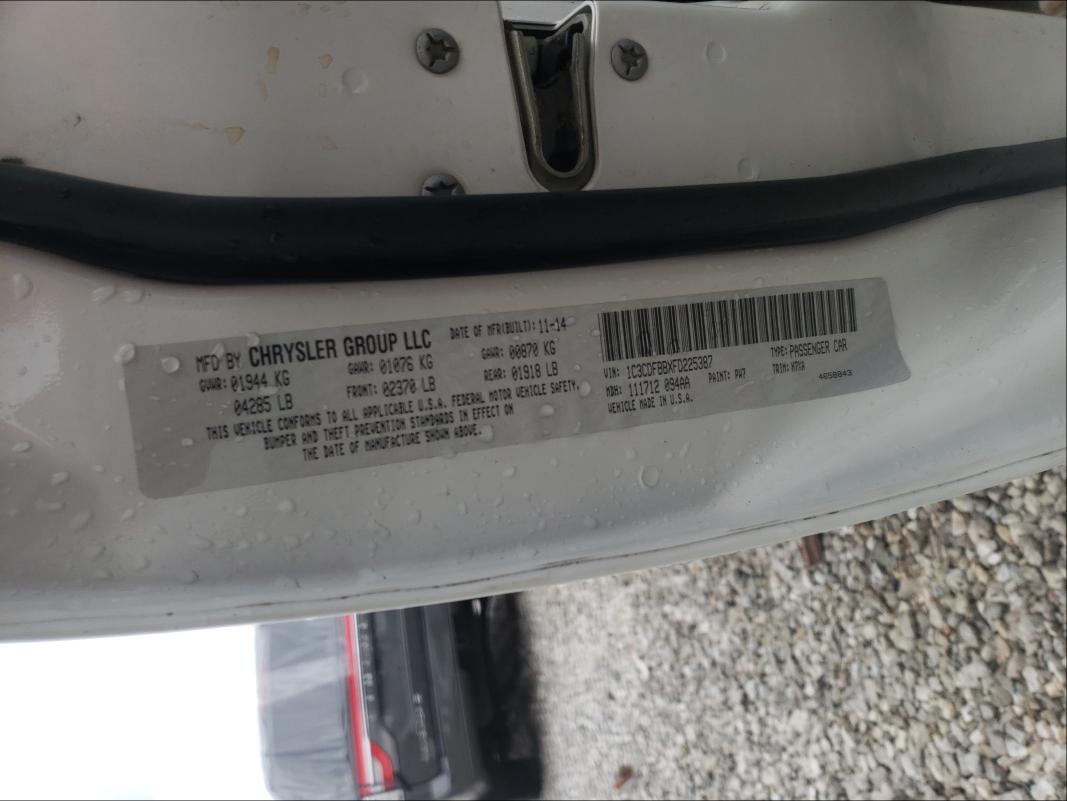 MFD BY CHRYSLER GROUP LLC
DATE OF MFR(BUILT): 11-14
GVWR: 01944 KG
04285 LB
GAWR: 01076 KG
FRONT: 02370 LB
GAWR: 00870 KG
REAR: 01918 LB
THIS VEHICLE CONFORMS TO ALL APPLICABLE U.S.A. FEDERAL MOTOR VEHICLE SAFETY,
BUMPER AND THEFT PREVENTION STANDARDS IN EFFECT ON
THE DATE OF MANUFACTURE SHOWN ABOVE.
VIN: 1C3CDFBBXFD225387
TYPE: PASSENGER CAR
MDH: 111712 094AA
PAINT: PW7
TRIM: H7XA
VEHICLE MADE IN U.S.A.
4658843